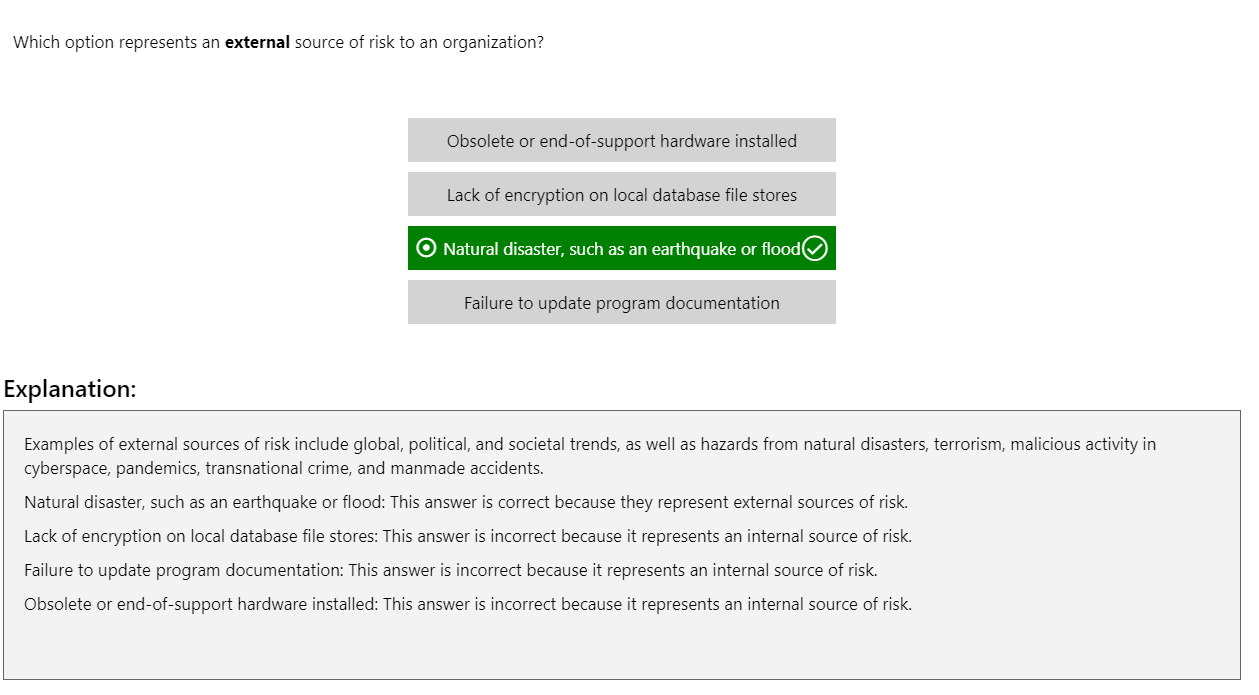 Which option represents an external source of risk to an organization?
Obsolete or end-of-support hardware installed
Lack of encryption on local database file stores
Natural disaster, such as an earthquake or flood
Failure to update program documentation
Explanation:
Examples of external sources of risk include global, political, and societal trends, as well as hazards from natural disasters, terrorism, malicious activity in
cyberspace, pandemics, transnational crime, and manmade accidents.
Natural disaster, such as an earthquake or flood: This answer is correct because they represent external sources of risk.
Lack of encryption on local database file stores: This answer is incorrect because it represents an internal source of risk.
Failure to update program documentation: This answer is incorrect because it represents an internal source of risk.
Obsolete or end-of-support hardware installed: This answer is incorrect because it represents an internal source of risk.